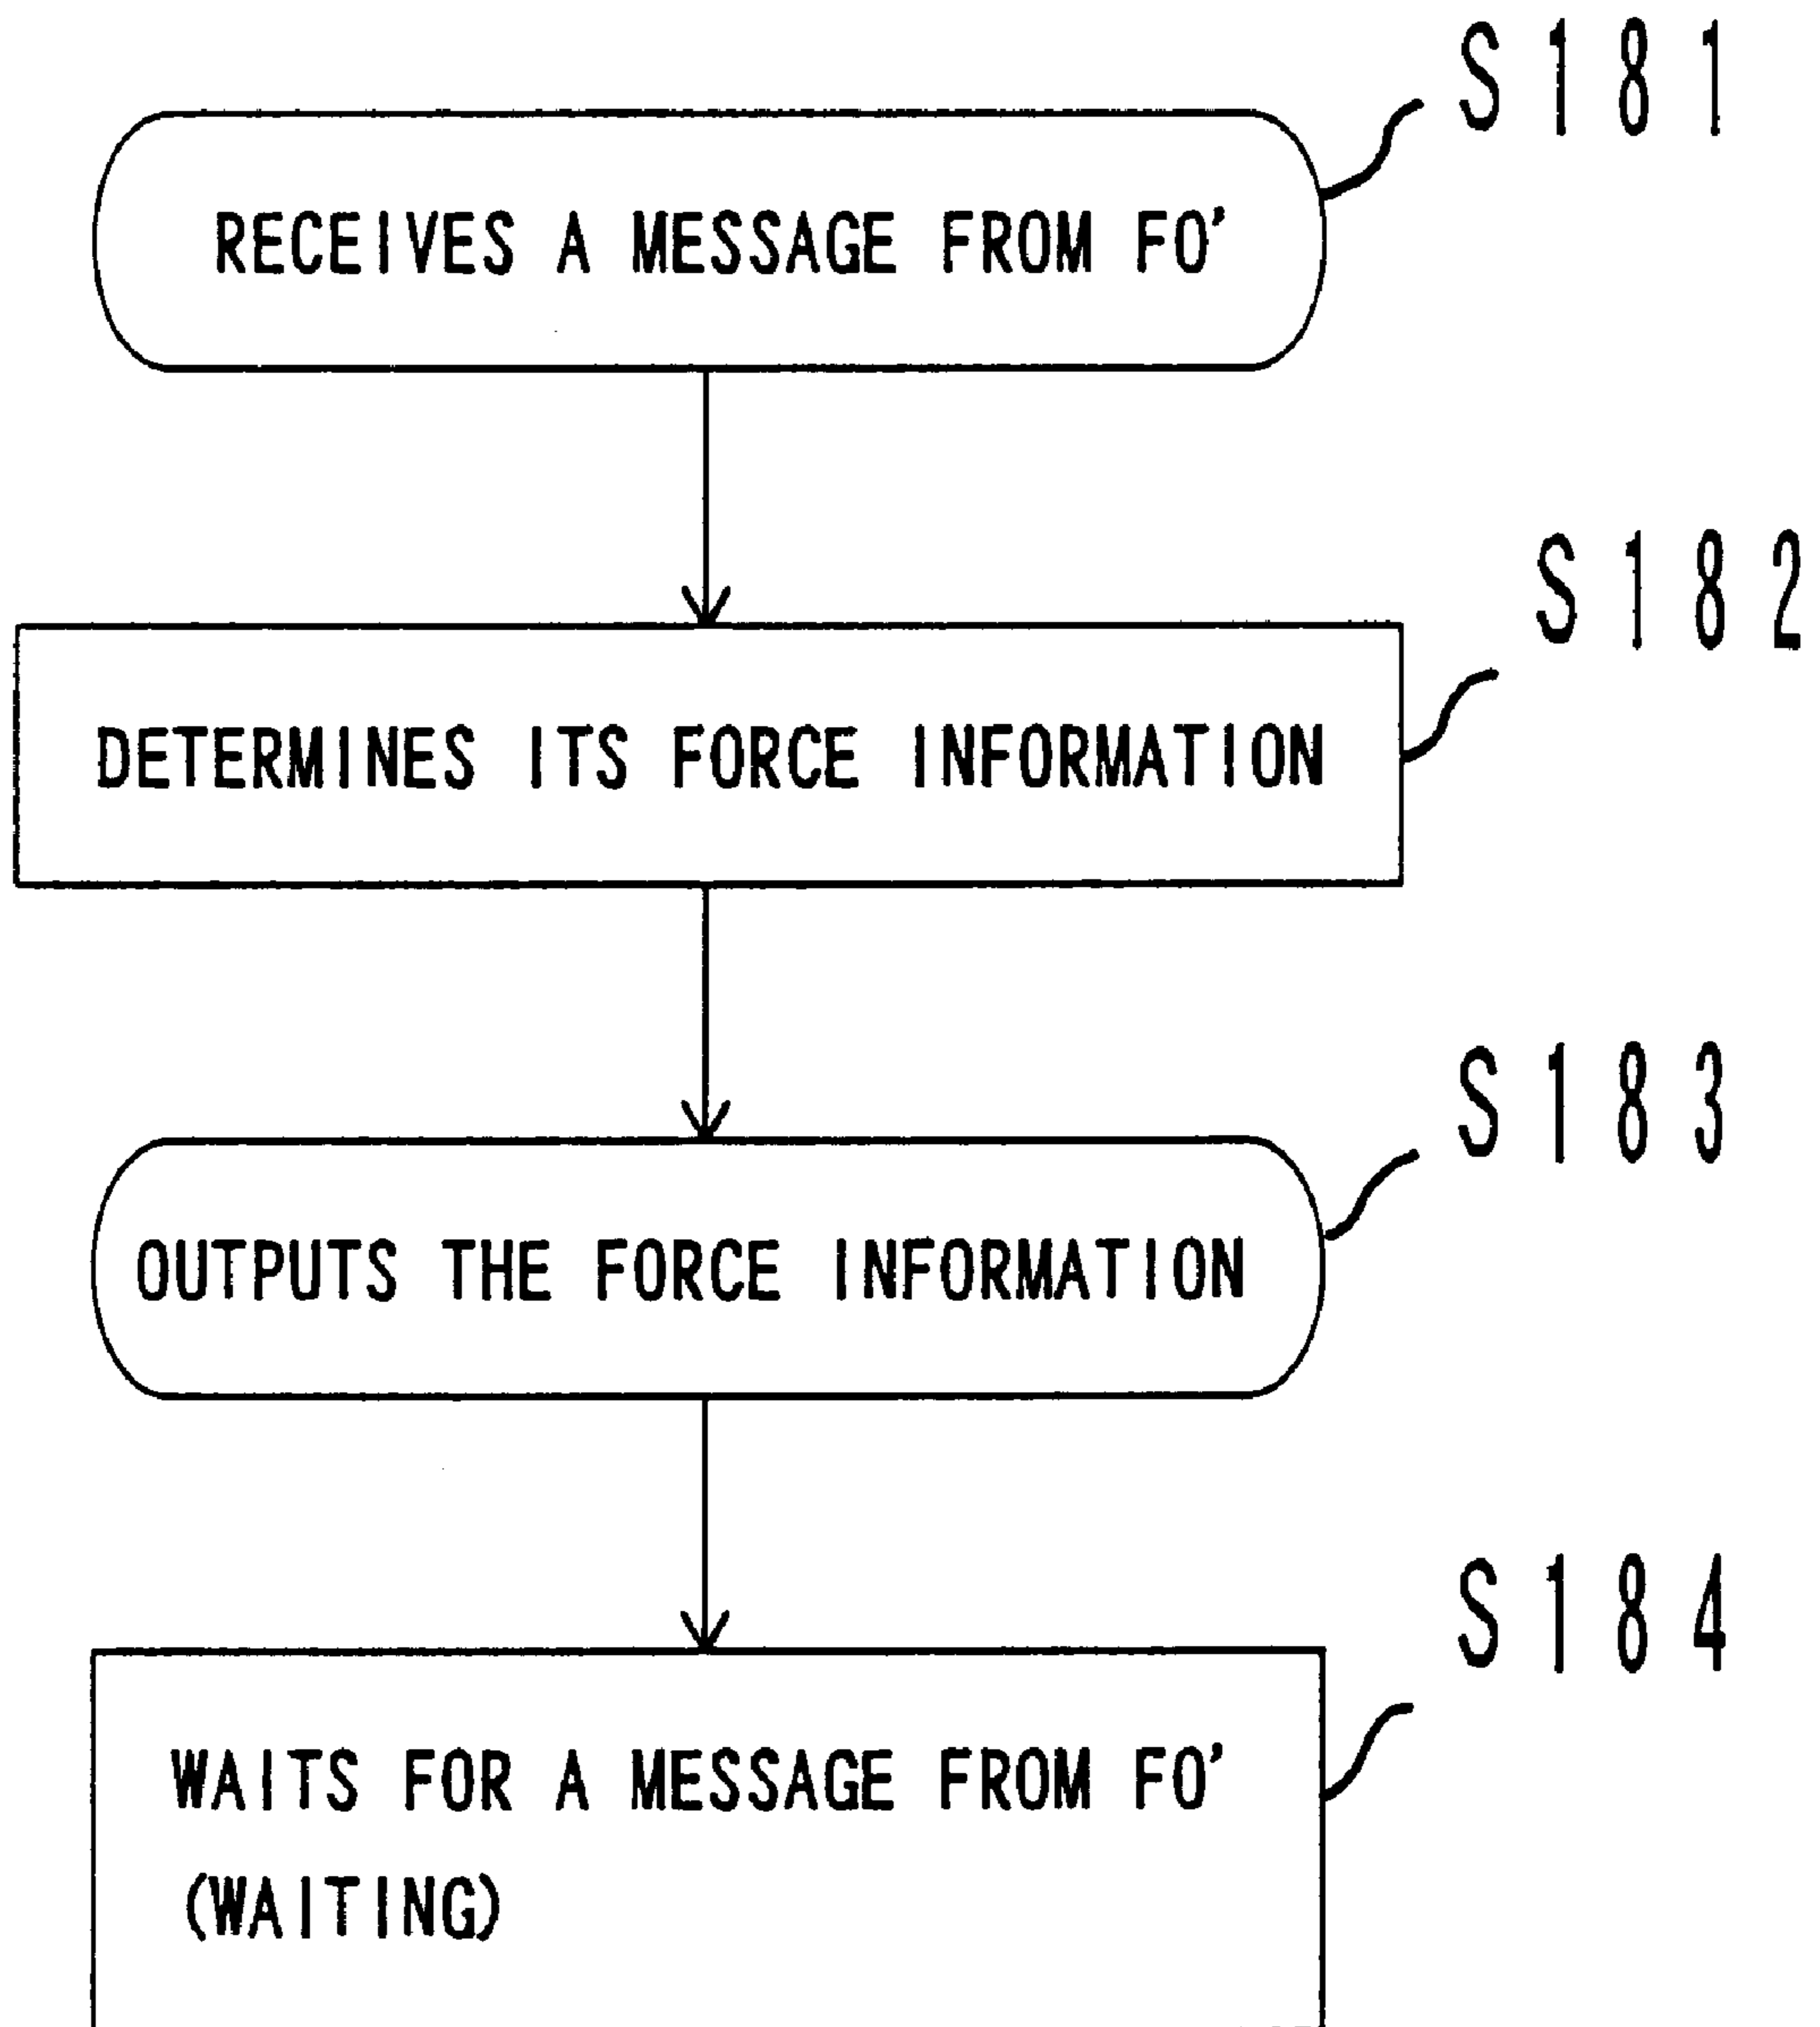 S181
RECEIVES A MESSAGE FROM FO'
S182
DETERMINES ITS FORCE INFORMATION
S183
OUTPUTS THE FORCE INFORMATION
S184
WAITS FOR A MESSAGE FROM FO'
(WAITING)